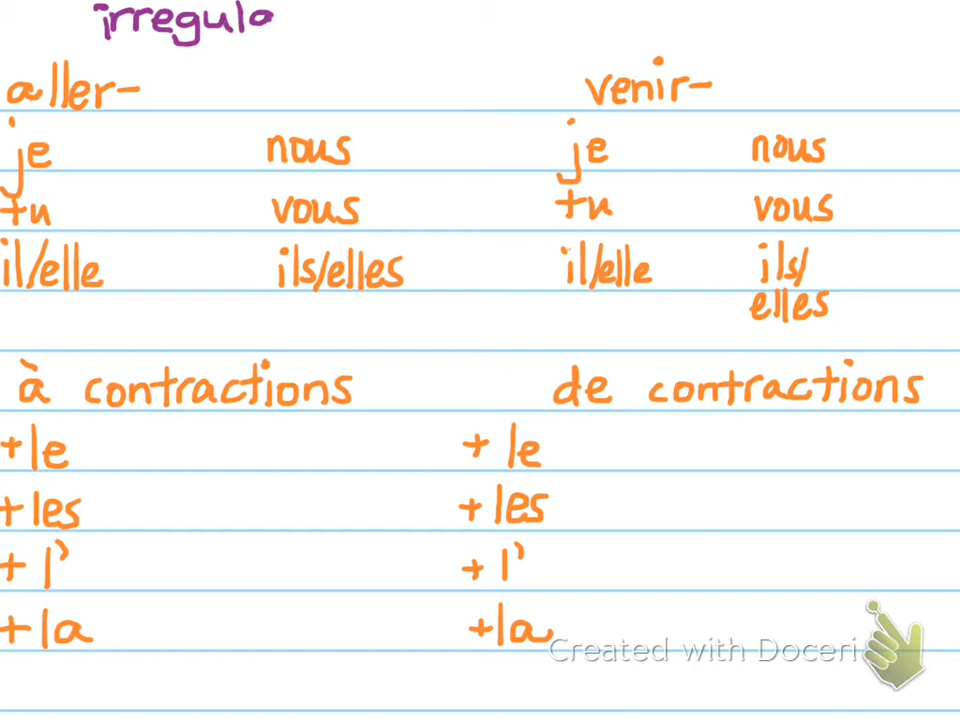 irregula
aller- venir-
je nous je nous
tu vous tu vous
il/elle ils/elles il/elle ils/
elles
à contractions de contractions
+le + le
+les + les
+ l' + l'
+la +la
Created with Doceri